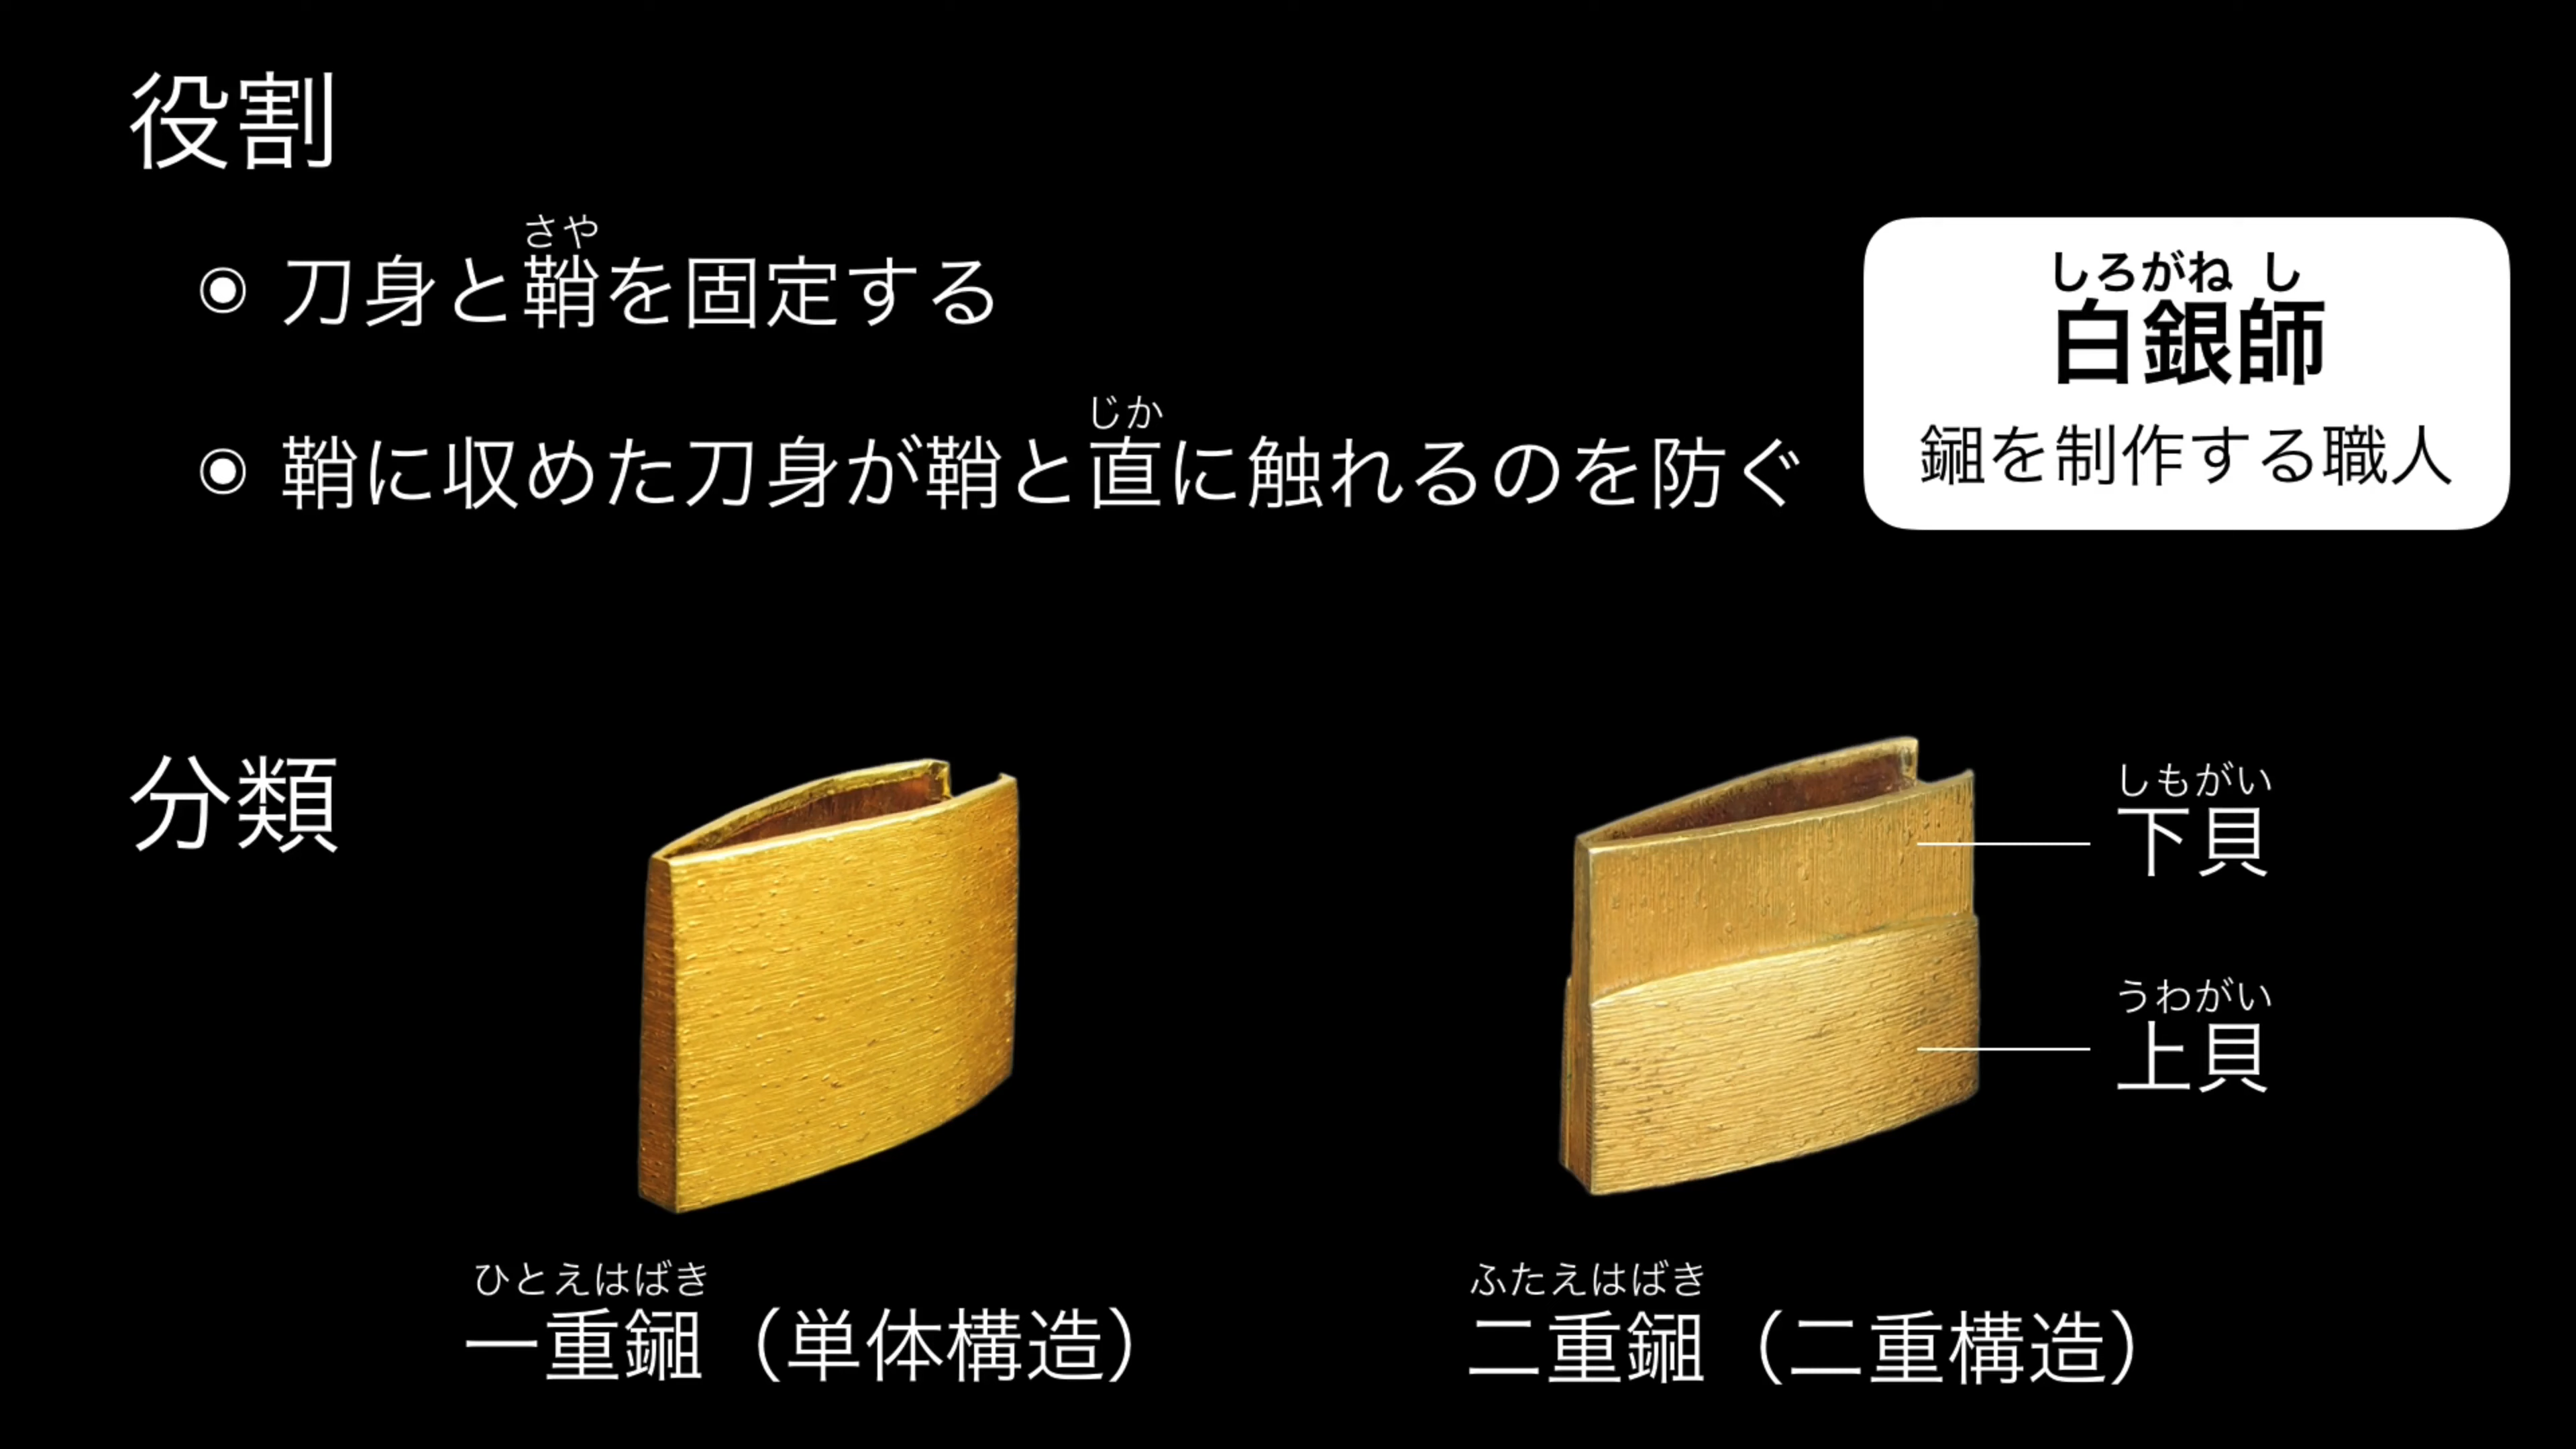 役割
さや
◉ 刀身と鞘を固定する
じか
◉ 鞘に収めた刀身が鞘と直に触れるのを防ぐ
しろがね し
白銀師
鎺を制作する職人
分類
しもがい
下貝
うわがい
上貝
ひとえはばき
一重鎺（単体構造）
ふたえはばき
二重鎺（二重構造）